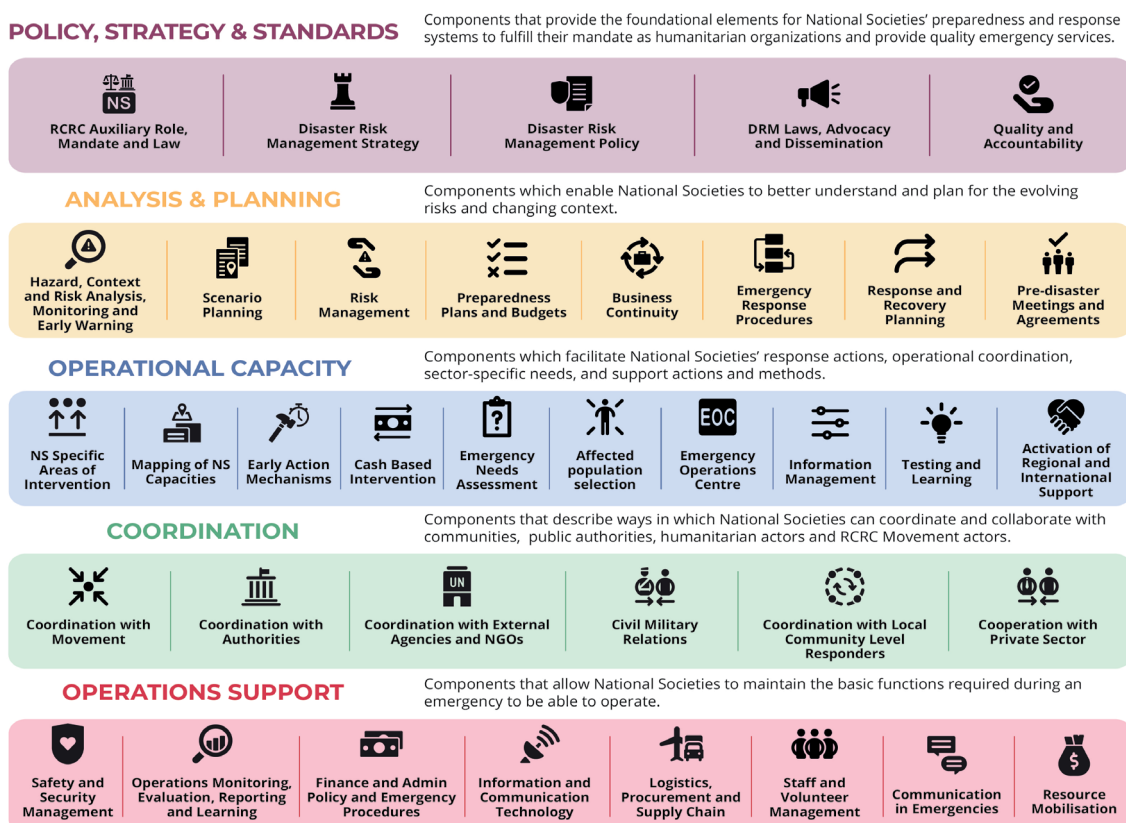 POLICY, STRATEGY & STANDARDS
Components that provide the foundational elements for National Societies’ preparedness and response
systems to fulfill their mandate as humanitarian organizations and provide quality emergency services.
NS
RCRC Auxiliary Role,
Mandate and Law
Disaster Risk
Management Strategy
Disaster Risk
Management Policy
DRM Laws, Advocacy
and Dissemination
Quality and
Accountability
ANALYSIS & PLANNING
Components which enable National Societies to better understand and plan for the evolving
risks and changing context.
Hazard, Context
and Risk Analysis,
Monitoring and
Early Warning
Scenario
Planning
Risk
Management
Preparedness
Plans and Budgets
Business
Continuity
Emergency
Response
Procedures
Response and
Recovery
Planning
Pre-disaster
Meetings and
Agreements
OPERATIONAL CAPACITY
Components which facilitate National Societies’ response actions, operational coordination,
sector-specific needs, and support actions and methods.
NS Specific
Areas of
Intervention
Mapping of NS
Capacities
Early Action
Mechanisms
Cash Based
Intervention
Emergency
Needs
Assessment
Affected
population
selection
EOC
Emergency
Operations
Centre
Information
Management
Testing and
Learning
Activation of
Regional and
International
Support
COORDINATION
Components that describe ways in which National Societies can coordinate and collaborate with
communities, public authorities, humanitarian actors and RCRC Movement actors.
Coordination with
Movement
Coordination with
Authorities
UN
Coordination with External
Agencies and NGOs
Civil Military
Relations
Coordination with Local
Community Level
Responders
Cooperation with
Private Sector
OPERATIONS SUPPORT
Components that allow National Societies to maintain the basic functions required during an
emergency to be able to operate.
Safety and
Security
Management
Operations Monitoring,
Evaluation, Reporting
and Learning
Finance and Admin
Policy and Emergency
Procedures
Information and
Communication
Technology
Logistics,
Procurement and
Supply Chain
Staff and
Volunteer
Management
Communication
in Emergencies
$
Resource
Mobilisation